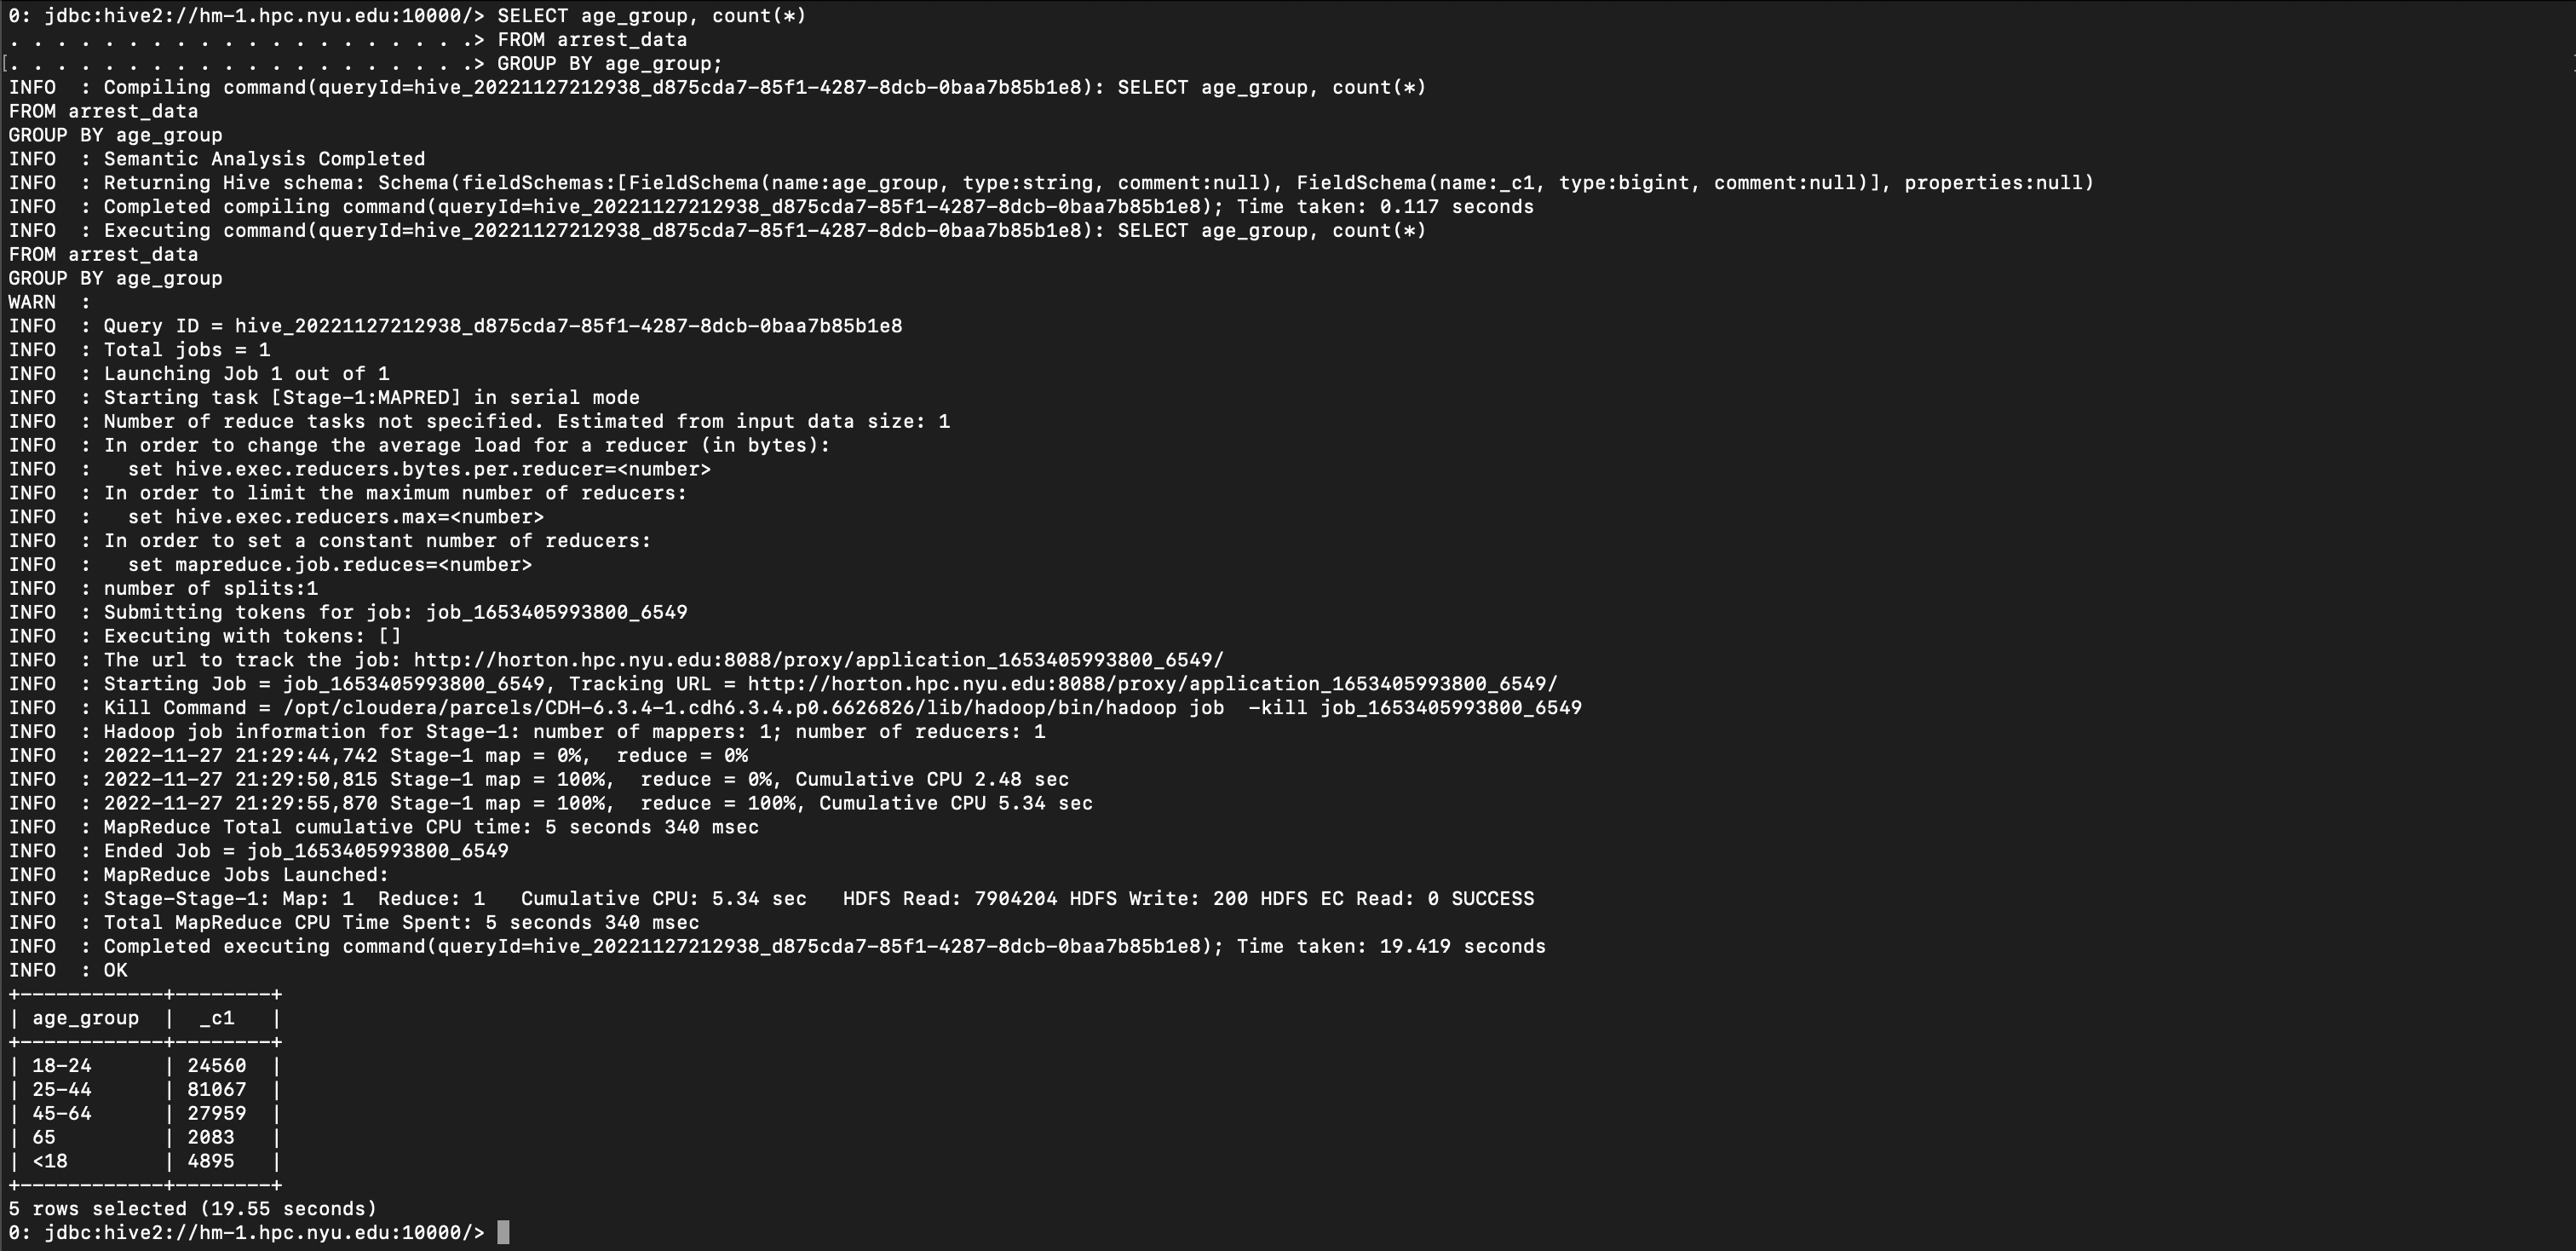 0: jdbc:hive2://hm-1.hpc.nyu.edu:10000/> SELECT age_group, count(*)
. . . . . . . . . . . . . . . . . . . .> FROM arrest_data
[. . . . . . . . . . . . . . . . . . . .> GROUP BY age_group;
INFO  : Compiling command(queryId=hive_20221127212938_d875cda7-85f1-4287-8dcb-0baa7b85b1e8): SELECT age_group, count(*)
FROM arrest_data
GROUP BY age_group
INFO  : Semantic Analysis Completed
INFO  : Returning Hive schema: Schema(fieldSchemas:[FieldSchema(name:age_group, type:string, comment:null), FieldSchema(name:_c1, type:bigint, comment:null)], properties:null)
INFO  : Completed compiling command(queryId=hive_20221127212938_d875cda7-85f1-4287-8dcb-0baa7b85b1e8); Time taken: 0.117 seconds
INFO  : Executing command(queryId=hive_20221127212938_d875cda7-85f1-4287-8dcb-0baa7b85b1e8): SELECT age_group, count(*)
FROM arrest_data
GROUP BY age_group
WARN  :
INFO  : Query ID = hive_20221127212938_d875cda7-85f1-4287-8dcb-0baa7b85b1e8
INFO  : Total jobs = 1
INFO  : Launching Job 1 out of 1
INFO  : Starting task [Stage-1:MAPRED] in serial mode
INFO  : Number of reduce tasks not specified. Estimated from input data size: 1
INFO  : In order to change the average load for a reducer (in bytes):
INFO  :   set hive.exec.reducers.bytes.per.reducer=<number>
INFO  : In order to limit the maximum number of reducers:
INFO  :   set hive.exec.reducers.max=<number>
INFO  : In order to set a constant number of reducers:
INFO  :   set mapreduce.job.reduces=<number>
INFO  : number of splits:1
INFO  : Submitting tokens for job: job_1653405993800_6549
INFO  : Executing with tokens: []
INFO  : The url to track the job: http://horton.hpc.nyu.edu:8088/proxy/application_1653405993800_6549/
INFO  : Starting Job = job_1653405993800_6549, Tracking URL = http://horton.hpc.nyu.edu:8088/proxy/application_1653405993800_6549/
INFO  : Kill Command = /opt/cloudera/parcels/CDH-6.3.4-1.cdh6.3.4.p0.6626826/lib/hadoop/bin/hadoop job  -kill job_1653405993800_6549
INFO  : Hadoop job information for Stage-1: number of mappers: 1; number of reducers: 1
INFO  : 2022-11-27 21:29:44,742 Stage-1 map = 0%,  reduce = 0%
INFO  : 2022-11-27 21:29:50,815 Stage-1 map = 100%,  reduce = 0%, Cumulative CPU 2.48 sec
INFO  : 2022-11-27 21:29:55,870 Stage-1 map = 100%,  reduce = 100%, Cumulative CPU 5.34 sec
INFO  : MapReduce Total cumulative CPU time: 5 seconds 340 msec
INFO  : Ended Job = job_1653405993800_6549
INFO  : MapReduce Jobs Launched:
INFO  : Stage-Stage-1: Map: 1  Reduce: 1   Cumulative CPU: 5.34 sec   HDFS Read: 7904204 HDFS Write: 200 HDFS EC Read: 0 SUCCESS
INFO  : Total MapReduce CPU Time Spent: 5 seconds 340 msec
INFO  : Completed executing command(queryId=hive_20221127212938_d875cda7-85f1-4287-8dcb-0baa7b85b1e8); Time taken: 19.419 seconds
INFO  : OK
+------------+--------+
| age_group  |  _c1   |
+------------+--------+
| 18-24      | 24560  |
| 25-44      | 81067  |
| 45-64      | 27959  |
| 65         | 2083   |
| <18        | 4895   |
+------------+--------+
5 rows selected (19.55 seconds)
0: jdbc:hive2://hm-1.hpc.nyu.edu:10000/>